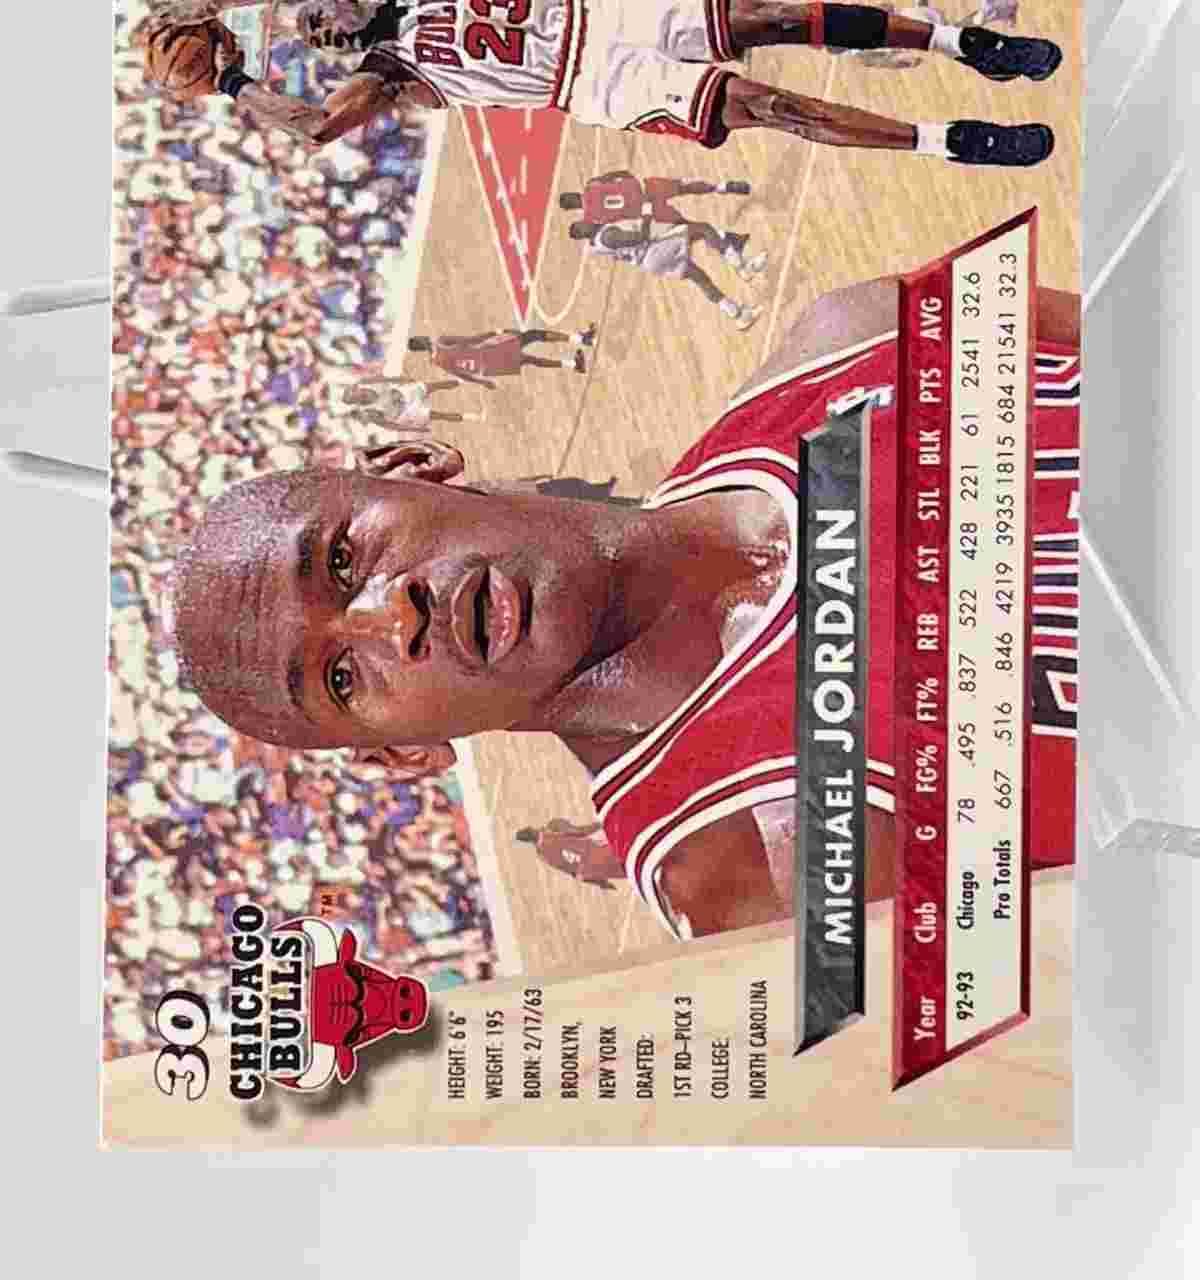 30
CHICAGO
BULLS
TM
HEIGHT: 6'6"
WEIGHT: 195
BORN: 2/17/63
BROOKLYN,
NEW YORK
DRAFTED:
1ST RD–PICK 3
COLLEGE:
NORTH CAROLINA
BULL
23
MICHAEL JORDAN
Year Club G FG% FT% REB AST STL BLK PTS AVG
92-93 Chicago 78 .495 .837 522 428 221 61 2541 32.6
Pro Totals 667 .516 .846 4219 3935 1815 684 21541 32.3